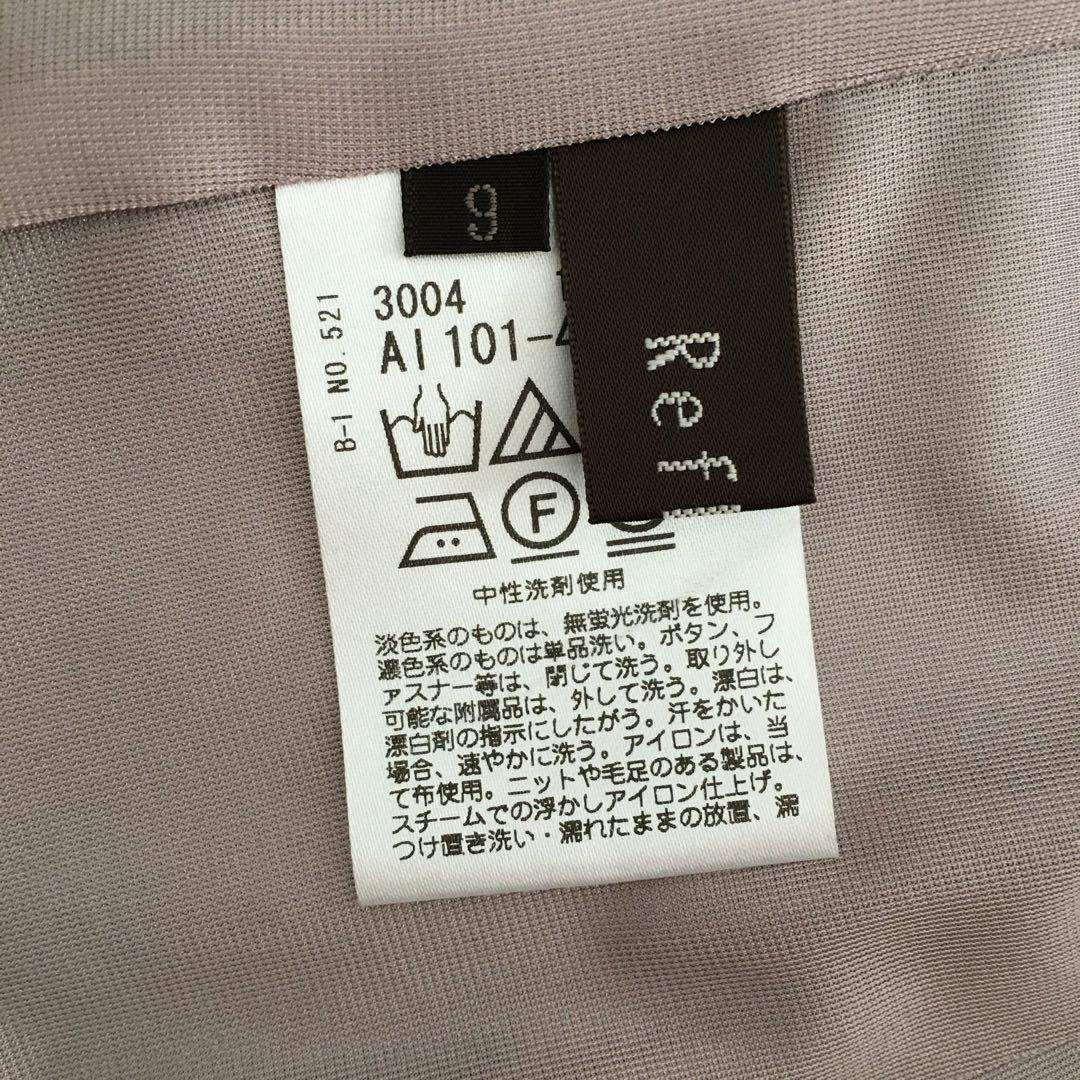 9
3004
AI 101-
B-1 NO. 521
Ref
F
中性洗剤使用
淡色系のものは、無蛍光洗剤を使用。
濃色系のものは単品洗い。ボタン、フ
ァスナー等は、閉じて洗う。取り外し
可能な附属品は、外して洗う。漂白は、
漂白剤の指示にしたがう。汗をかいた
場合、速やかに洗う。アイロンは、当
て布使用。ニットや毛足のある製品は、
スチームでの浮かしアイロン仕上げ。
つけ置き洗い・濡れたままの放置、濡